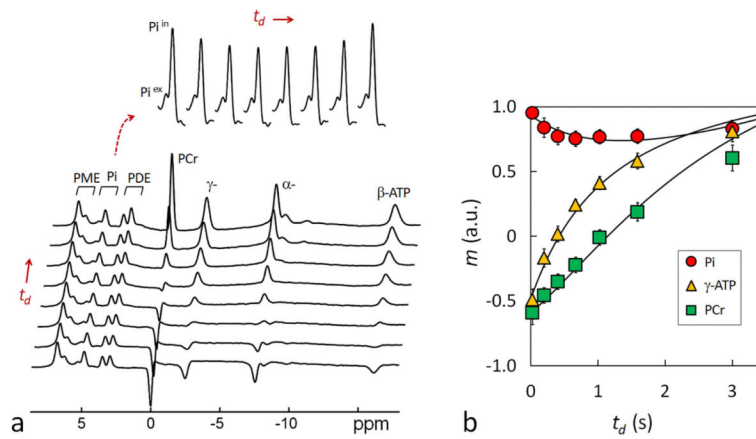 t_d →
Pi in
Pi ex
PME Pi PDE
PCr
γ-
α-
β-ATP
t_d
5 0 -5 -10 ppm
a
m (a.u.)
1.0
0.5
0
-0.5
-1.0
Pi
γ-ATP
PCr
0 1 2 3
t_d (s)
b